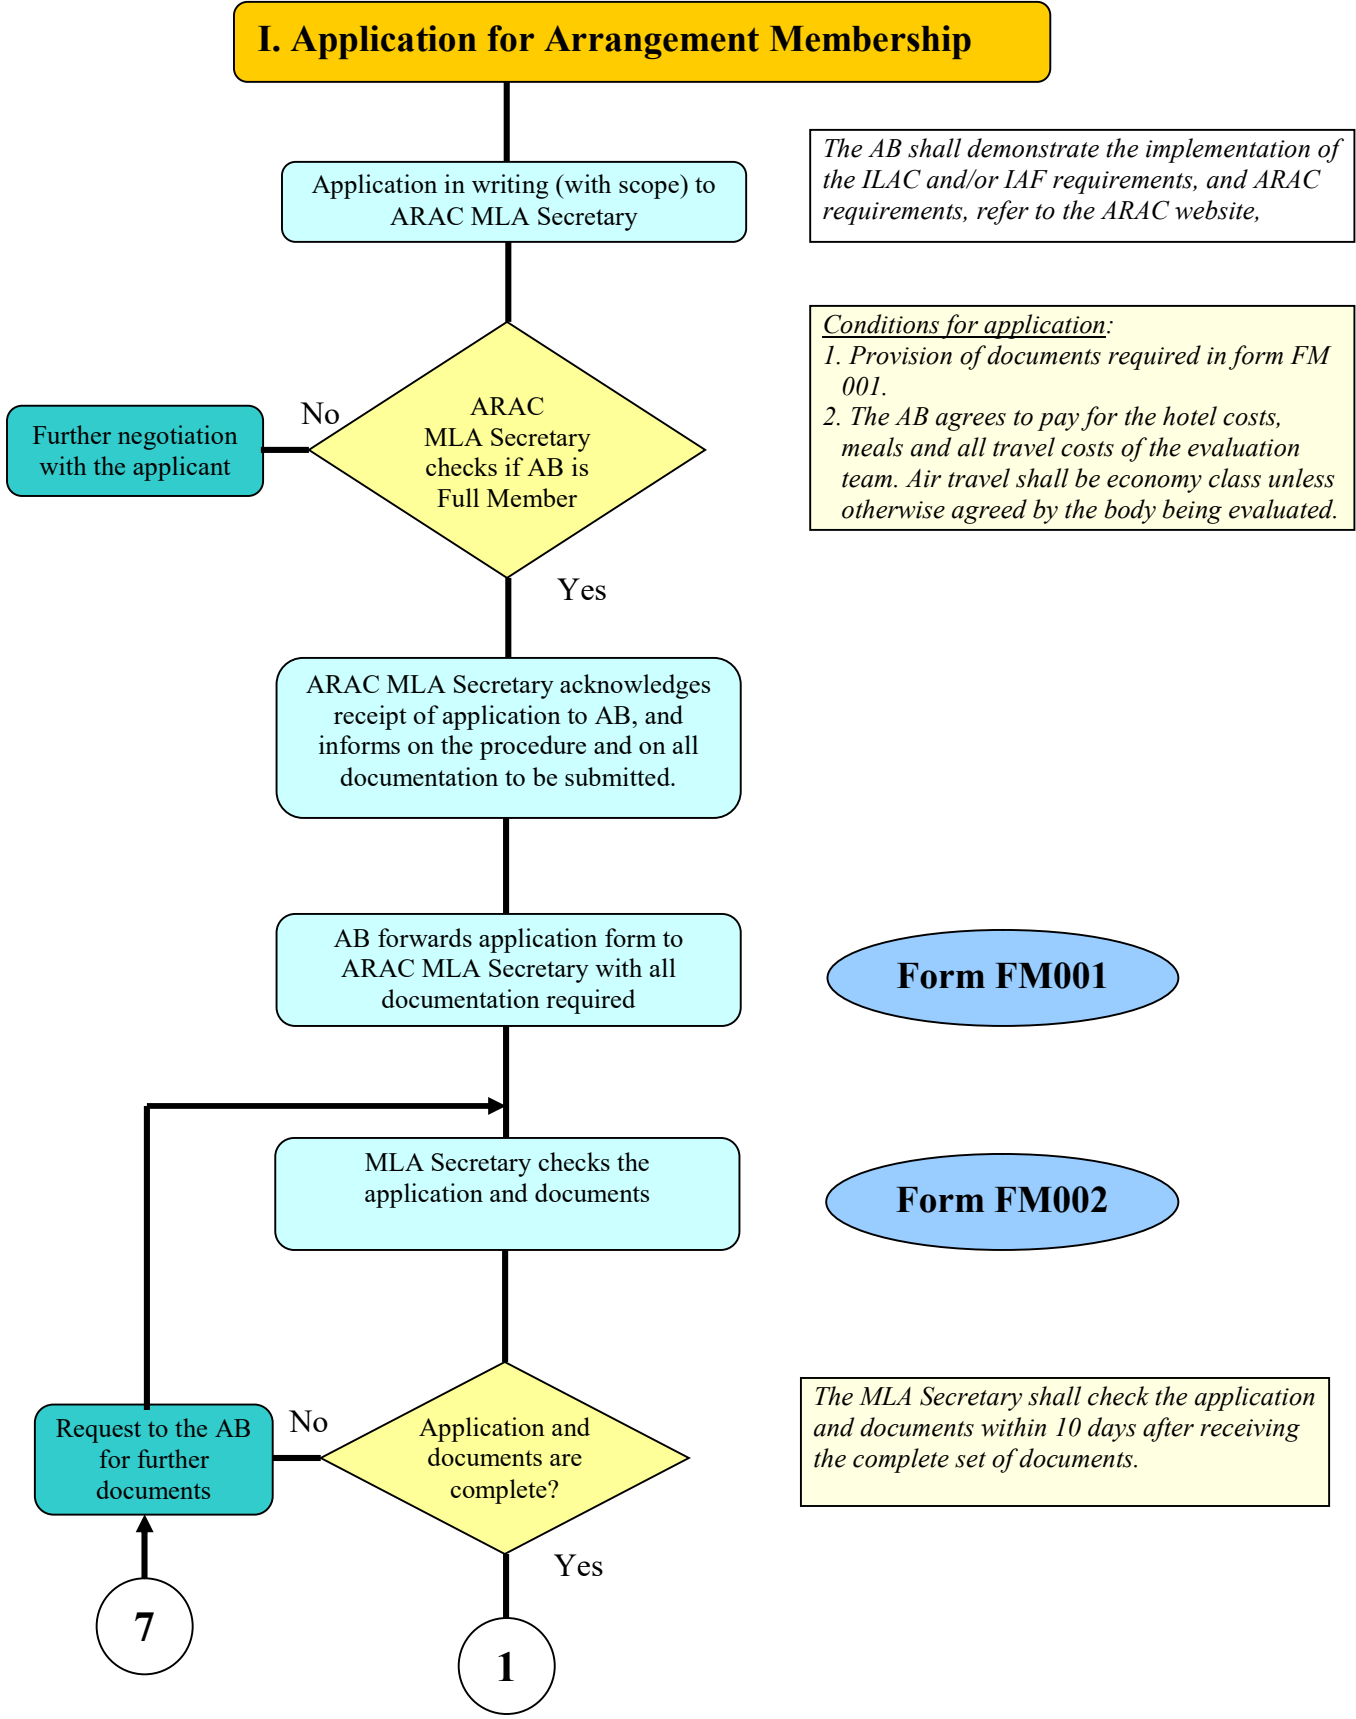 I. Application for Arrangement Membership
Application in writing (with scope) to
ARAC MLA Secretary
The AB shall demonstrate the implementation of
the ILAC and/or IAF requirements, and ARAC
requirements, refer to the ARAC website,
Conditions for application:
1. Provision of documents required in form FM
001.
2. The AB agrees to pay for the hotel costs,
meals and all travel costs of the evaluation
team. Air travel shall be economy class unless
otherwise agreed by the body being evaluated.
ARAC
MLA Secretary
checks if AB is
Full Member
No
Further negotiation
with the applicant
Yes
ARAC MLA Secretary acknowledges
receipt of application to AB, and
informs on the procedure and on all
documentation to be submitted.
AB forwards application form to
ARAC MLA Secretary with all
documentation required
Form FM001
MLA Secretary checks the
application and documents
Form FM002
Application and
documents are
complete?
No
Request to the AB
for further
documents
The MLA Secretary shall check the application
and documents within 10 days after receiving
the complete set of documents.
Yes
7
1